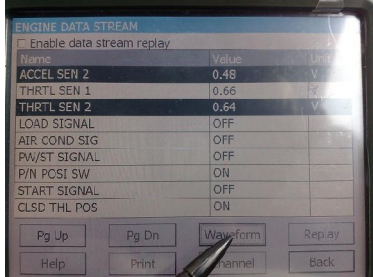 ENGINE DATA STREAM
Enable data stream replay
Name Value Unit
ACCEL SEN 2 0.48 V
THRTL SEN 1 0.66
THRTL SEN 2 0.64 V
LOAD SIGNAL OFF
AIR COND SIG OFF
PW/ST SIGNAL OFF
P/N POSI SW ON
START SIGNAL OFF
CLSD THL POS ON
Pg Up Pg Dn Waveform Replay
Help Print Channel Back